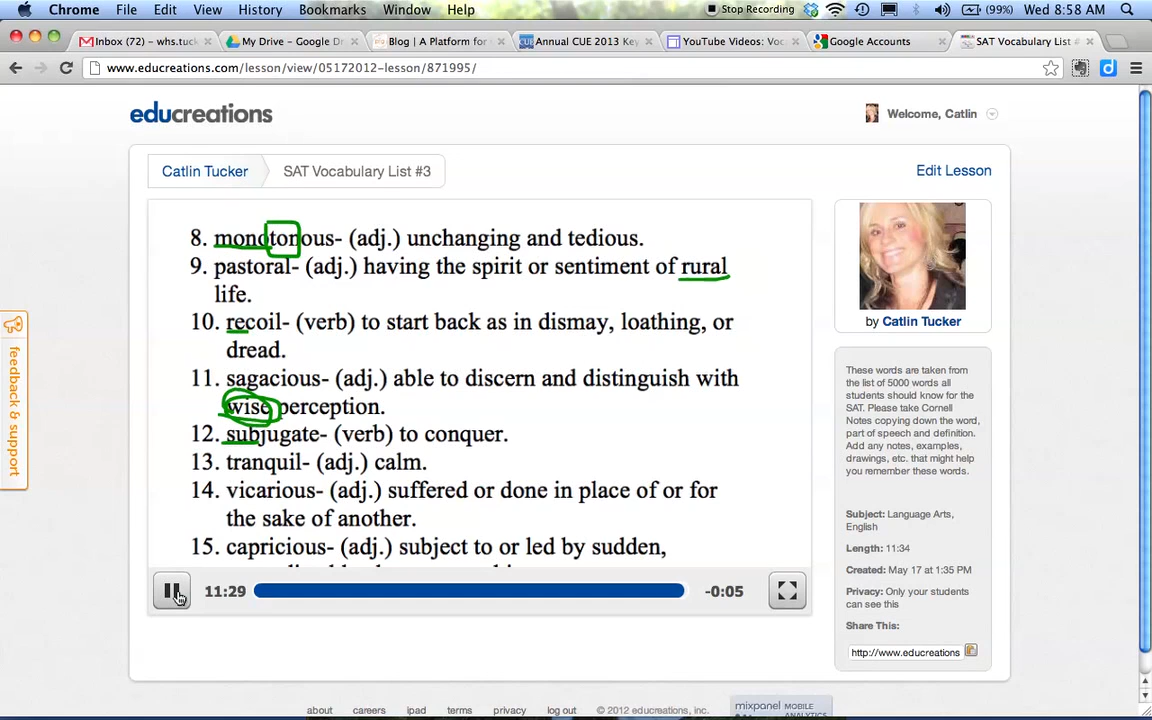 Chrome File Edit View History Bookmarks Window Help Stop Recording (99%) Wed 8:58 AM
Inbox (72) – whs.tuck My Drive – Google Dr Blog | A Platform for Annual CUE 2013 Key YouTube Videos: Voc Google Accounts SAT Vocabulary List #
www.educreations.com/lesson/view/05172012-lesson/871995/
educreations Welcome, Catlin
Catlin Tucker SAT Vocabulary List #3 Edit Lesson
8. monotonous- (adj.) unchanging and tedious.
9. pastoral- (adj.) having the spirit or sentiment of rural
life.
10. recoil- (verb) to start back as in dismay, loathing, or
dread.
11. sagacious- (adj.) able to discern and distinguish with
wise perception.
12. subjugate- (verb) to conquer.
13. tranquil- (adj.) calm.
14. vicarious- (adj.) suffered or done in place of or for
the sake of another.
15. capricious- (adj.) subject to or led by sudden,
11:29 -0:05
by Catlin Tucker
These words are taken from
the list of 5000 words all
students should know for the
SAT. Please take Cornell
Notes copying down the word,
part of speech and definition.
Add any notes, examples,
drawings, etc. that might help
you remember these words.
Subject: Language Arts,
English
Length: 11:34
Created: May 17 at 1:35 PM
Privacy: Only your students
can see this
Share This:
http://www.educreations
feedback & support
about careers ipad terms privacy log out © 2012 educreations, inc. mixpanel MOBILE
ANALYTICS